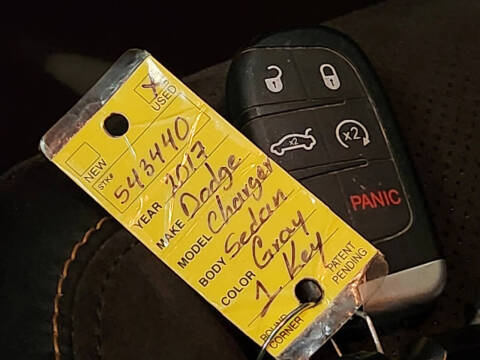 NEW X USED
STK# 543440
YEAR 2017
MAKE Dodge
MODEL Charger
BODY Sedan
COLOR Gray
1 Key
ROUND CORNER
PATENT PENDING
x2
x2
PANIC